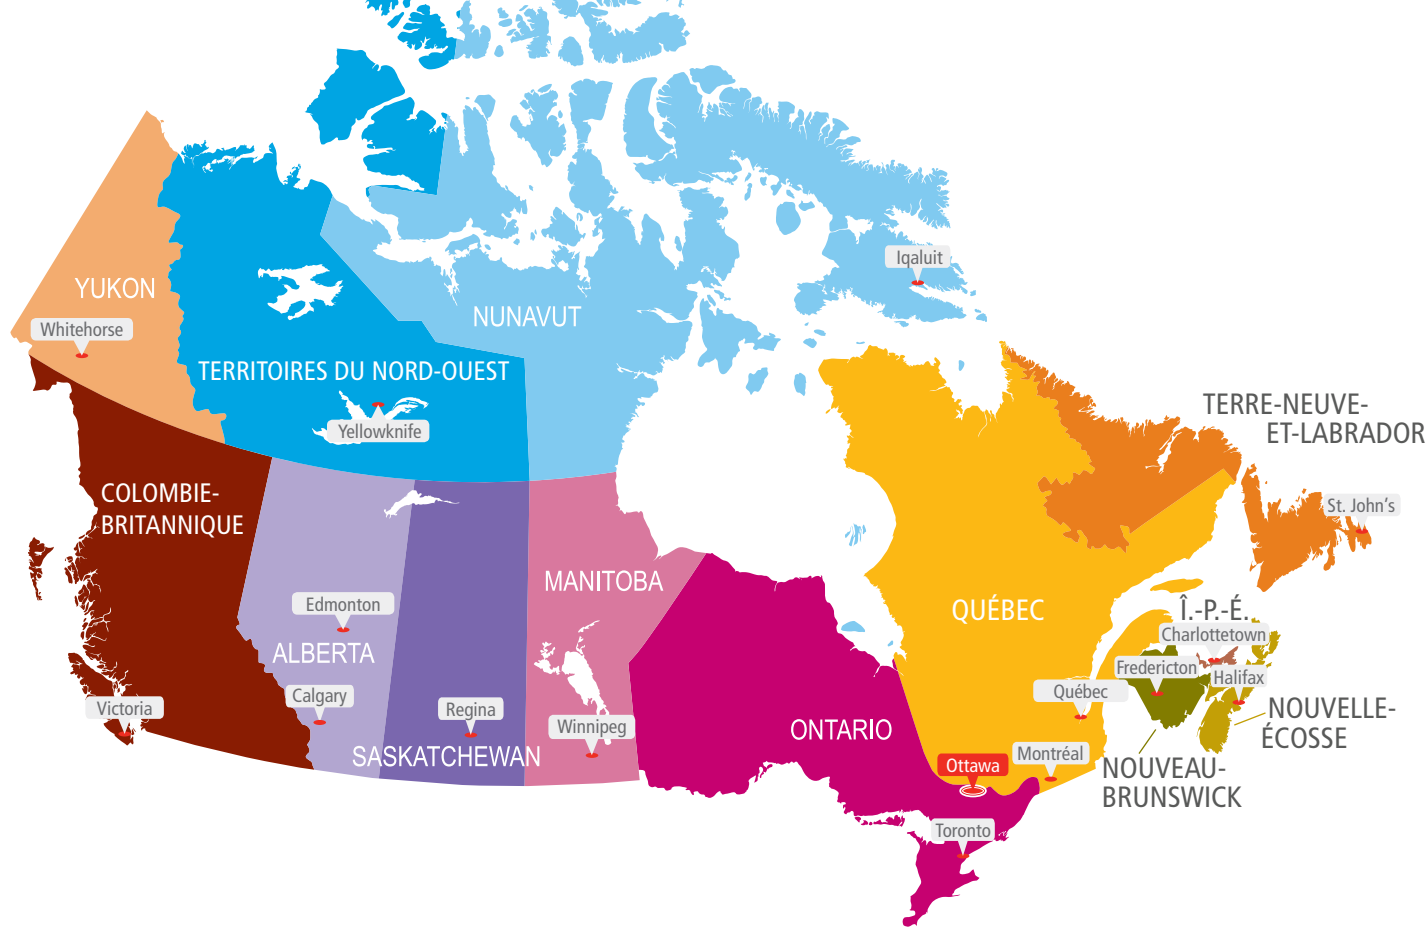 Iqaluit
YUKON
NUNAVUT
Whitehorse
TERRITOIRES DU NORD-OUEST
Yellowknife
TERRE-NEUVE-
ET-LABRADOR
COLOMBIE-
BRITANNIQUE
St. John's
MANITOBA
Edmonton
QUÉBEC
Î.-P.-É.
Charlottetown
ALBERTA
Fredericton
Halifax
Calgary
Québec
Victoria
Regina
NOUVELLE-
ÉCOSSE
Winnipeg
ONTARIO
SASKATCHEWAN
Montréal
Ottawa
NOUVEAU-
BRUNSWICK
Toronto